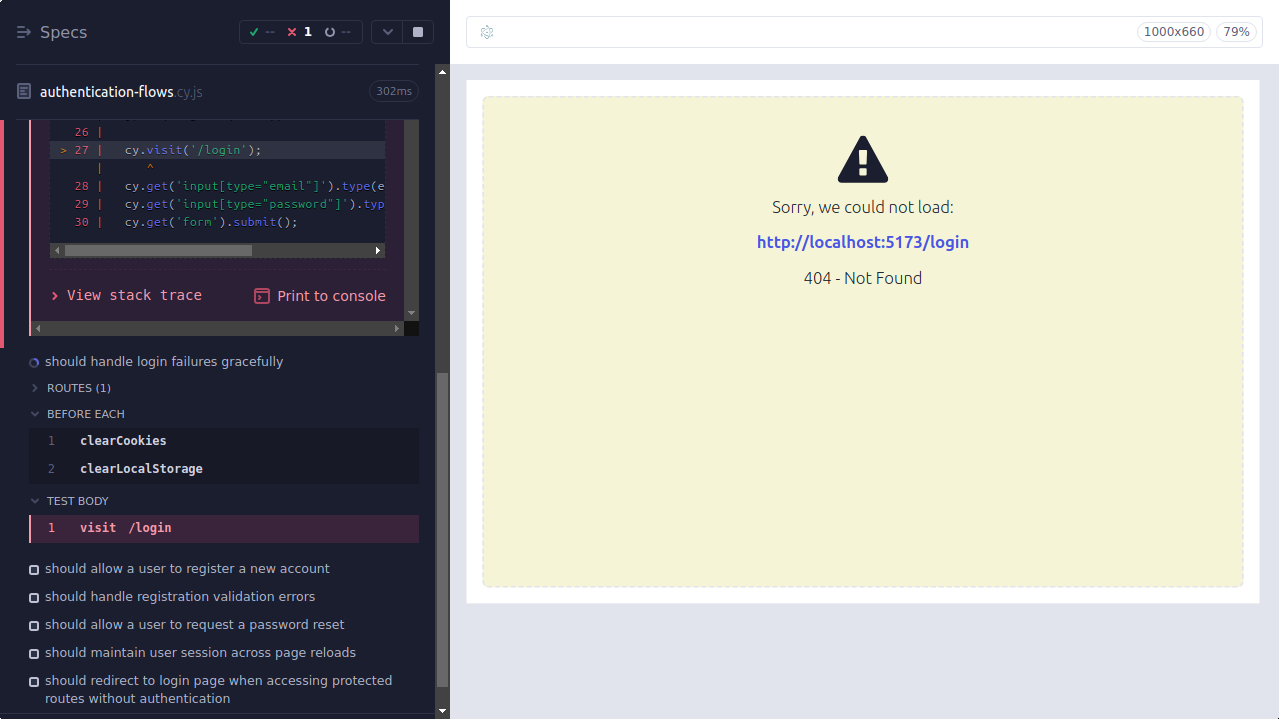 Specs
-- 1 --
authentication-flows.cy.js
302ms
26 |
> 27 | cy.visit('/login');
| ^
28 | cy.get('input[type="email"]').type(e
29 | cy.get('input[type="password"]').typ
30 | cy.get('form').submit();
View stack trace
Print to console
should handle login failures gracefully
ROUTES (1)
BEFORE EACH
1 clearCookies
2 clearLocalStorage
TEST BODY
1 visit /login
should allow a user to register a new account
should handle registration validation errors
should allow a user to request a password reset
should maintain user session across page reloads
should redirect to login page when accessing protected
routes without authentication
1000x660
79%
Sorry, we could not load:
http://localhost:5173/login
404 - Not Found